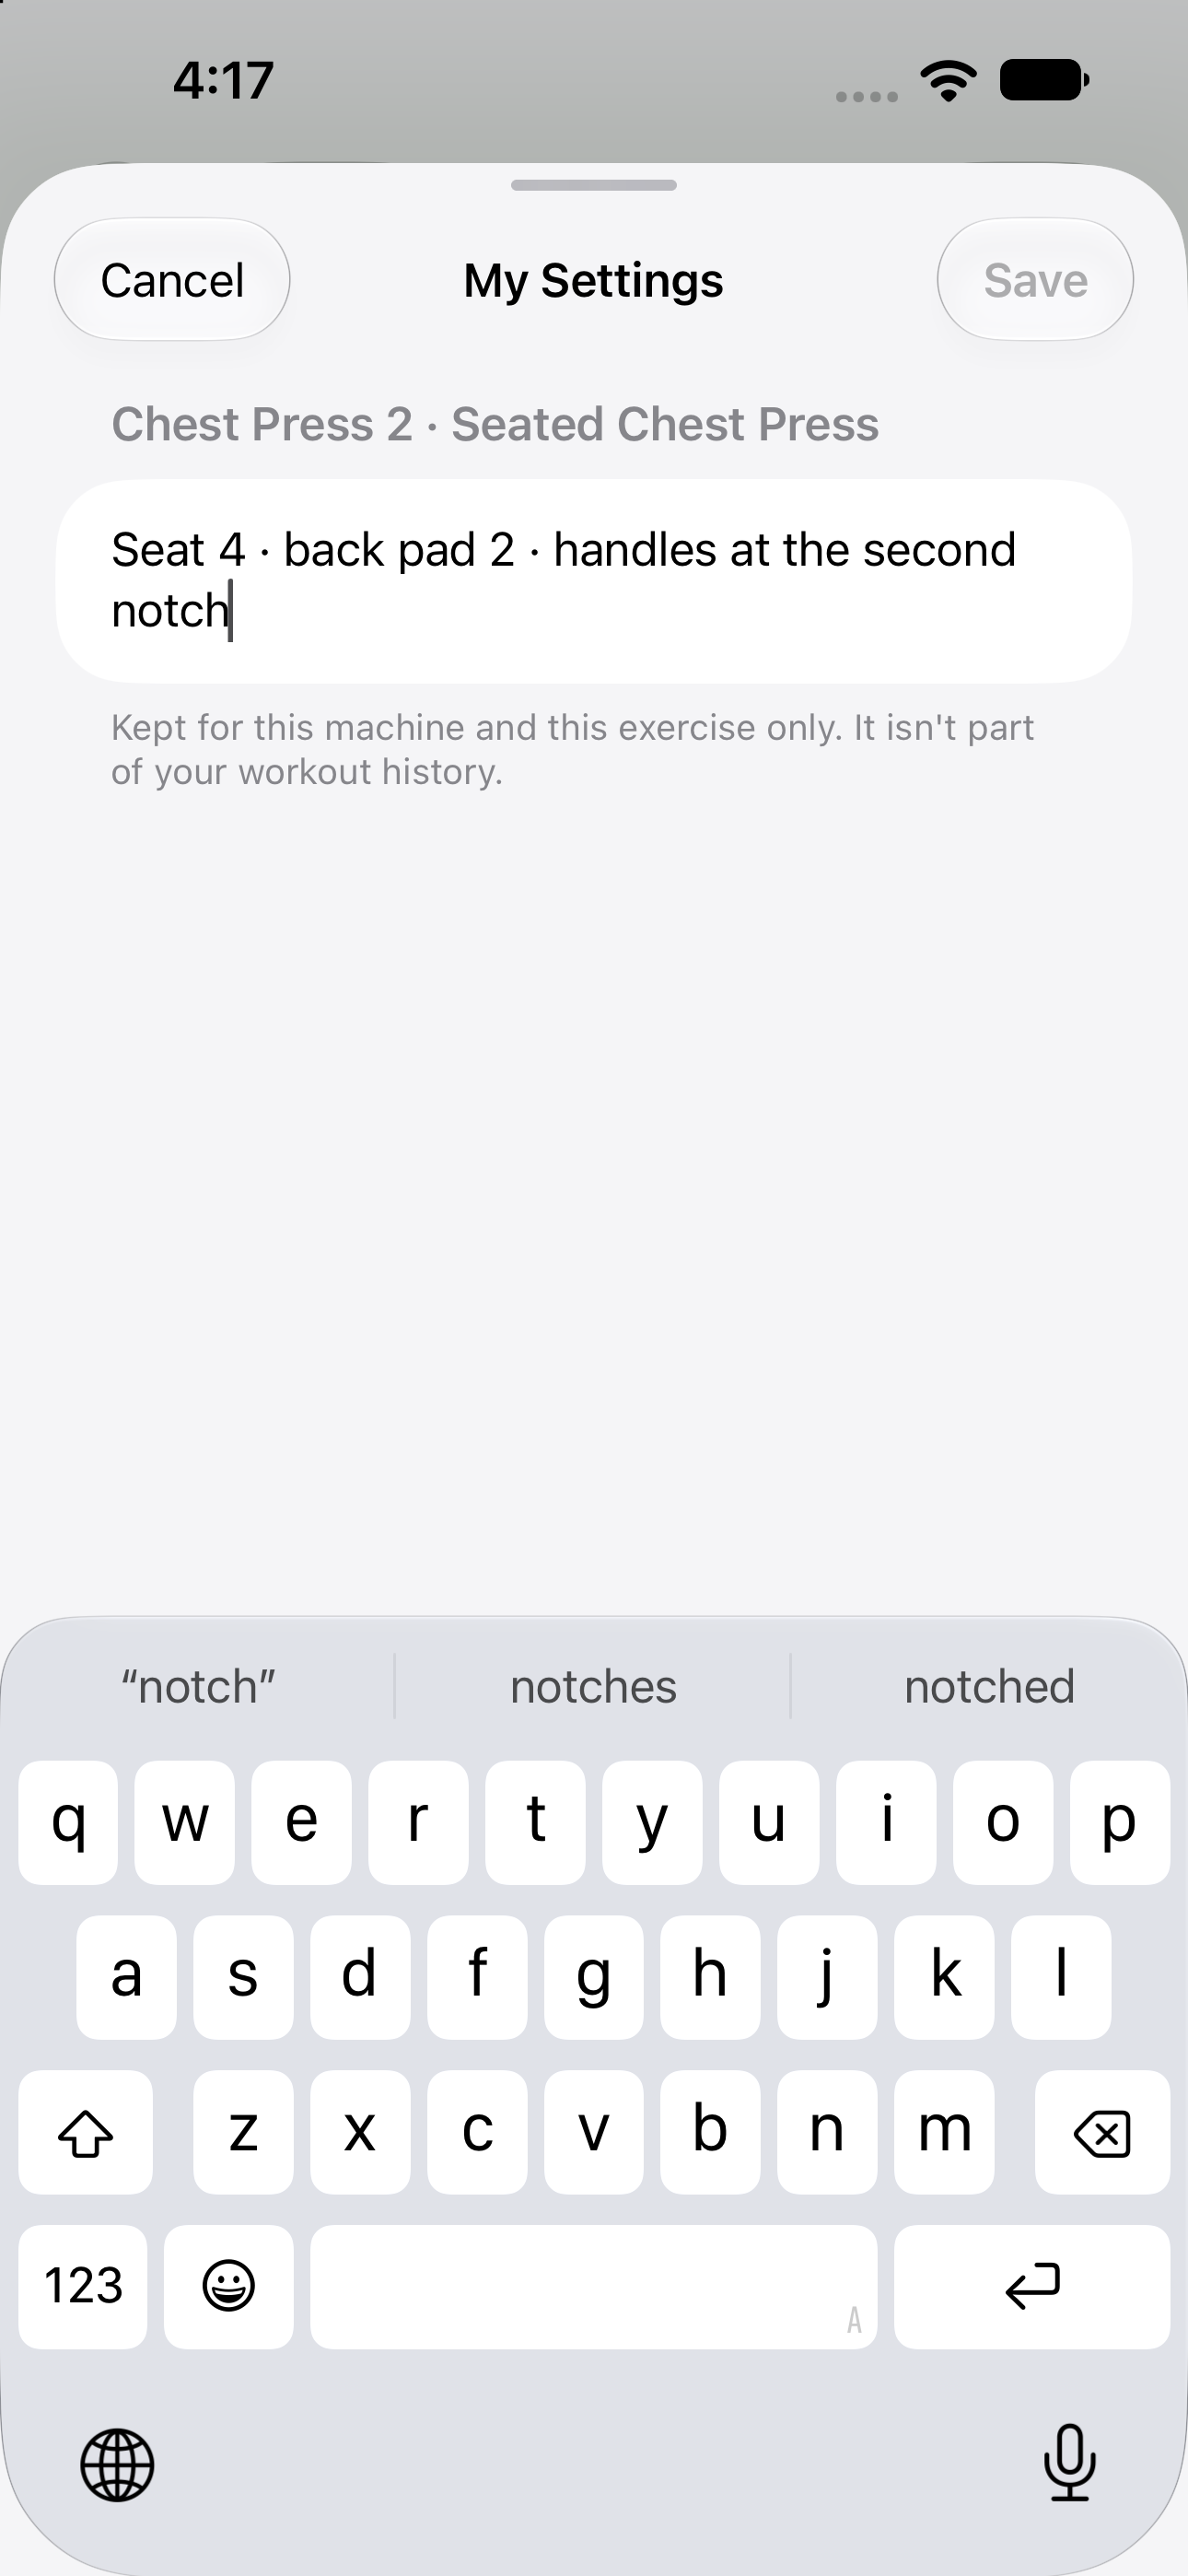 4:17
Cancel
My Settings
Save
Chest Press 2 · Seated Chest Press
Seat 4 · back pad 2 · handles at the second
notch
Kept for this machine and this exercise only. It isn't part
of your workout history.
“notch”
notches
notched
q w e r t y u i o p
a s d f g h j k l
z x c v b n m
123
A